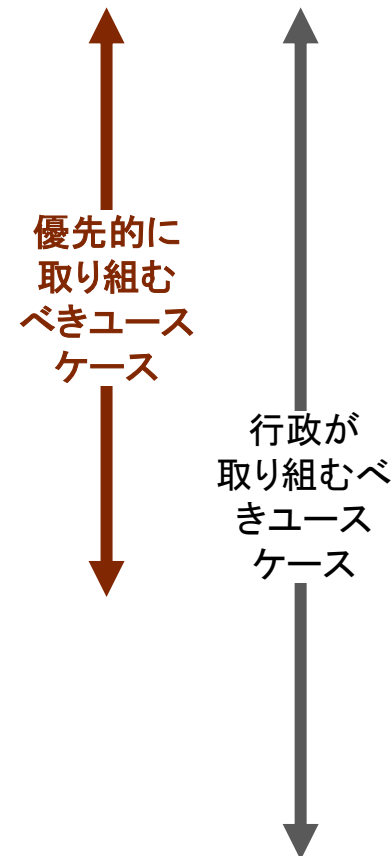 優先的に
取り組む
べきユース
ケース
行政が
取り組むべ
きユース
ケース